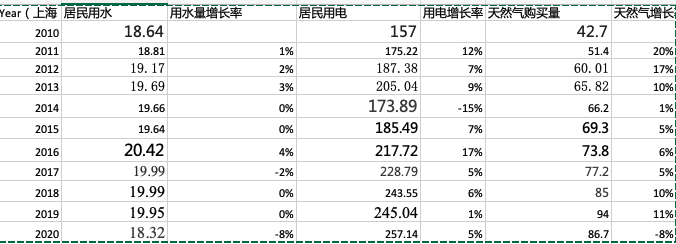 Year（上海 居民用水 用水量增长率 居民用电 用电增长率 天然气购买量 天然气增长
2010 18.64 157 42.7
2011 18.81 1% 175.22 12% 51.4 20%
2012 19.17 2% 187.38 7% 60.01 17%
2013 19.69 3% 205.04 9% 65.82 10%
2014 19.66 0% 173.89 -15% 66.2 1%
2015 19.64 0% 185.49 7% 69.3 5%
2016 20.42 4% 217.72 17% 73.8 6%
2017 19.99 -2% 228.79 5% 77.2 5%
2018 19.99 0% 243.55 6% 85 10%
2019 19.95 0% 245.04 1% 94 11%
2020 18.32 -8% 257.14 5% 86.7 -8%